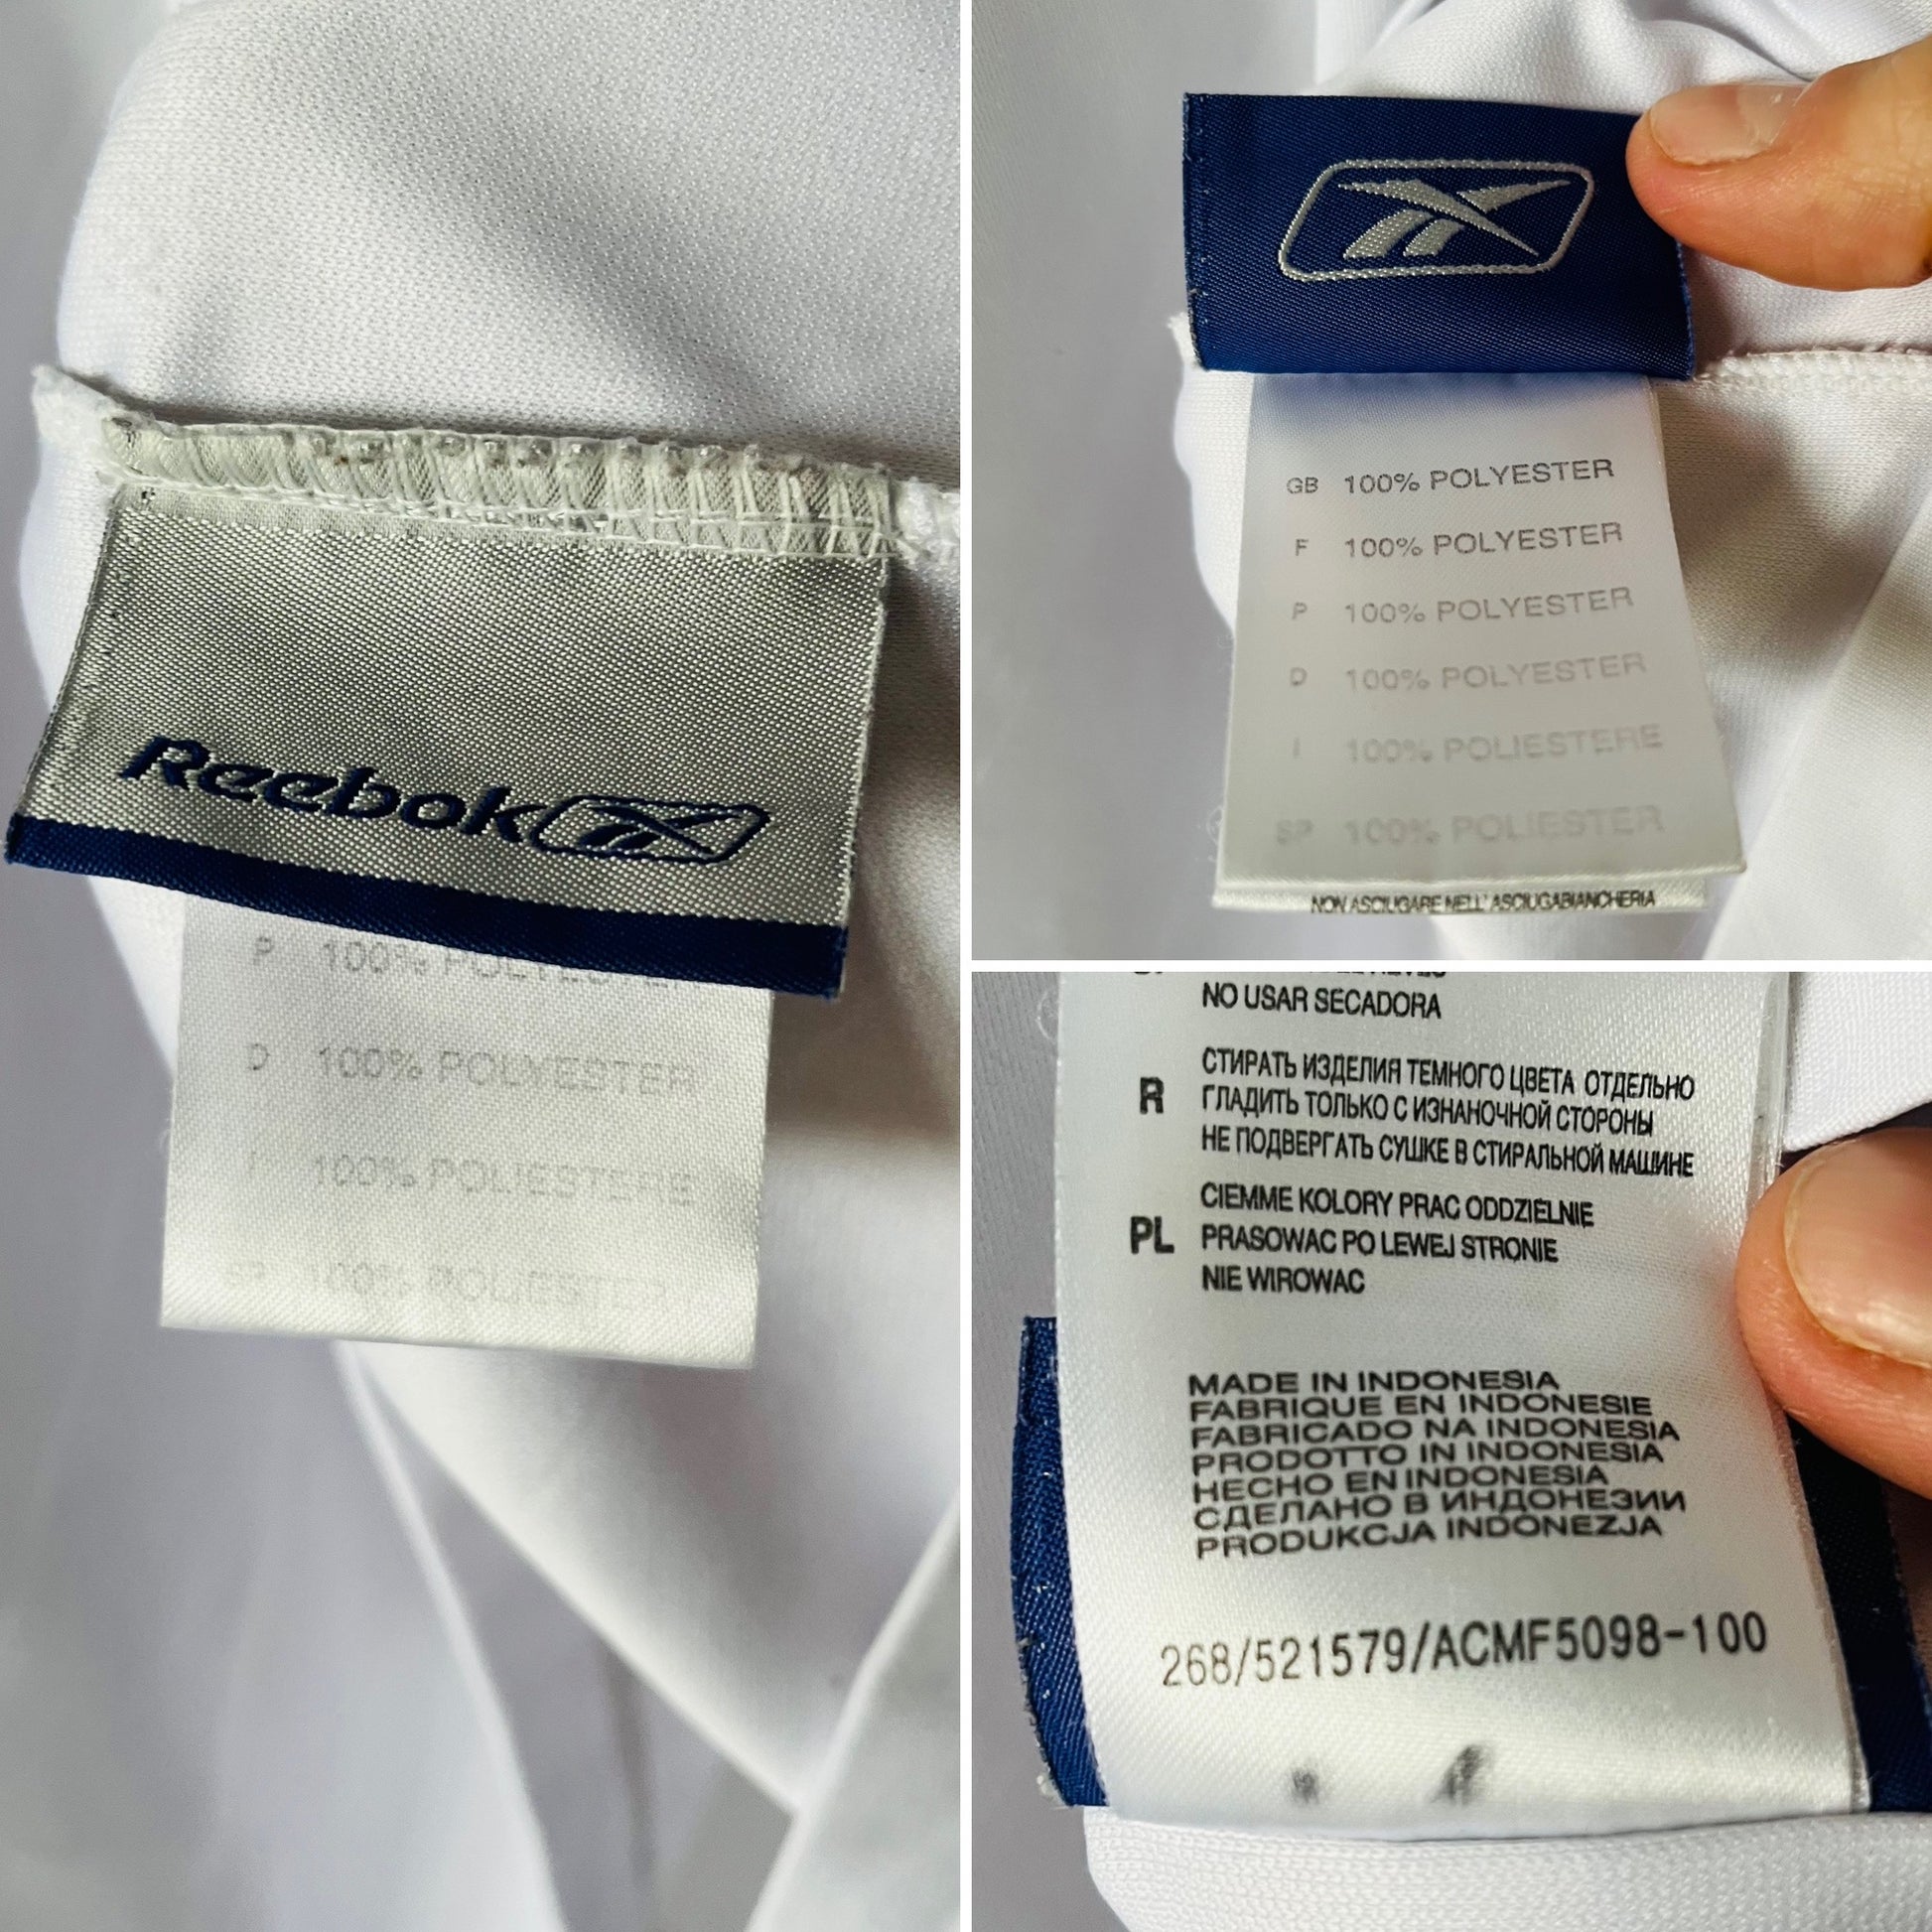 Reebok
P 100% POLYESTER
D 100% POLYESTER
I 100% POLIESTERE
SP 100% POLIESTER
GB 100% POLYESTER
F 100% POLYESTER
P 100% POLYESTER
D 100% POLYESTER
I 100% POLIESTERE
SP 100% POLIESTER
NON ASCIUGARE NELL' ASCIUGABIANCHERIA
NO USAR SECADORA
R СТИРАТЬ ИЗДЕЛИЯ ТЕМНОГО ЦВЕТА ОТДЕЛЬНО
ГЛАДИТЬ ТОЛЬКО С ИЗНАНОЧНОЙ СТОРОНЫ
НЕ ПОДВЕРГАТЬ СУШКЕ В СТИРАЛЬНОЙ МАШИНЕ
PL CIEMME KOLORY PRAC ODDZIELNIE
PRASOWAC PO LEWEJ STRONIE
NIE WIROWAC
MADE IN INDONESIA
FABRIQUE EN INDONESIE
FABRICADO NA INDONESIA
PRODOTTO IN INDONESIA
HECHO EN INDONESIA
СДЕЛАНО В ИНДОНЕЗИИ
PRODUKCJA INDONEZJA
268/521579/ACMF5098-100